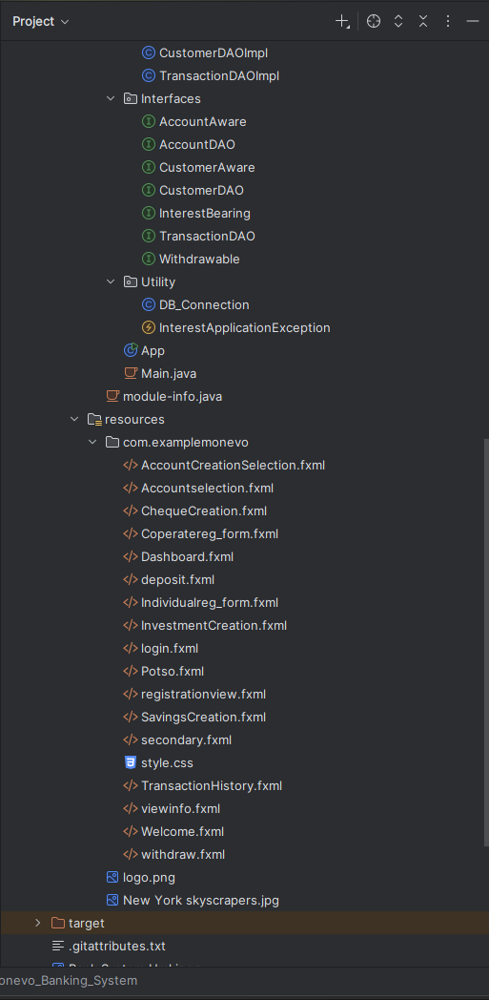 Project
CustomerDAOImpl
TransactionDAOImpl
Interfaces
AccountAware
AccountDAO
CustomerAware
CustomerDAO
InterestBearing
TransactionDAO
Withdrawable
Utility
DB_Connection
InterestApplicationException
App
Main.java
module-info.java
resources
com.examplemonevo
AccountCreationSelection.fxml
Accountselection.fxml
ChequeCreation.fxml
Coperatereg_form.fxml
Dashboard.fxml
deposit.fxml
Individualreg_form.fxml
InvestmentCreation.fxml
login.fxml
Potso.fxml
registrationview.fxml
SavingsCreation.fxml
secondary.fxml
style.css
TransactionHistory.fxml
viewinfo.fxml
Welcome.fxml
withdraw.fxml
logo.png
New York skyscrapers.jpg
target
.gitattributes.txt
onevo_Banking_System